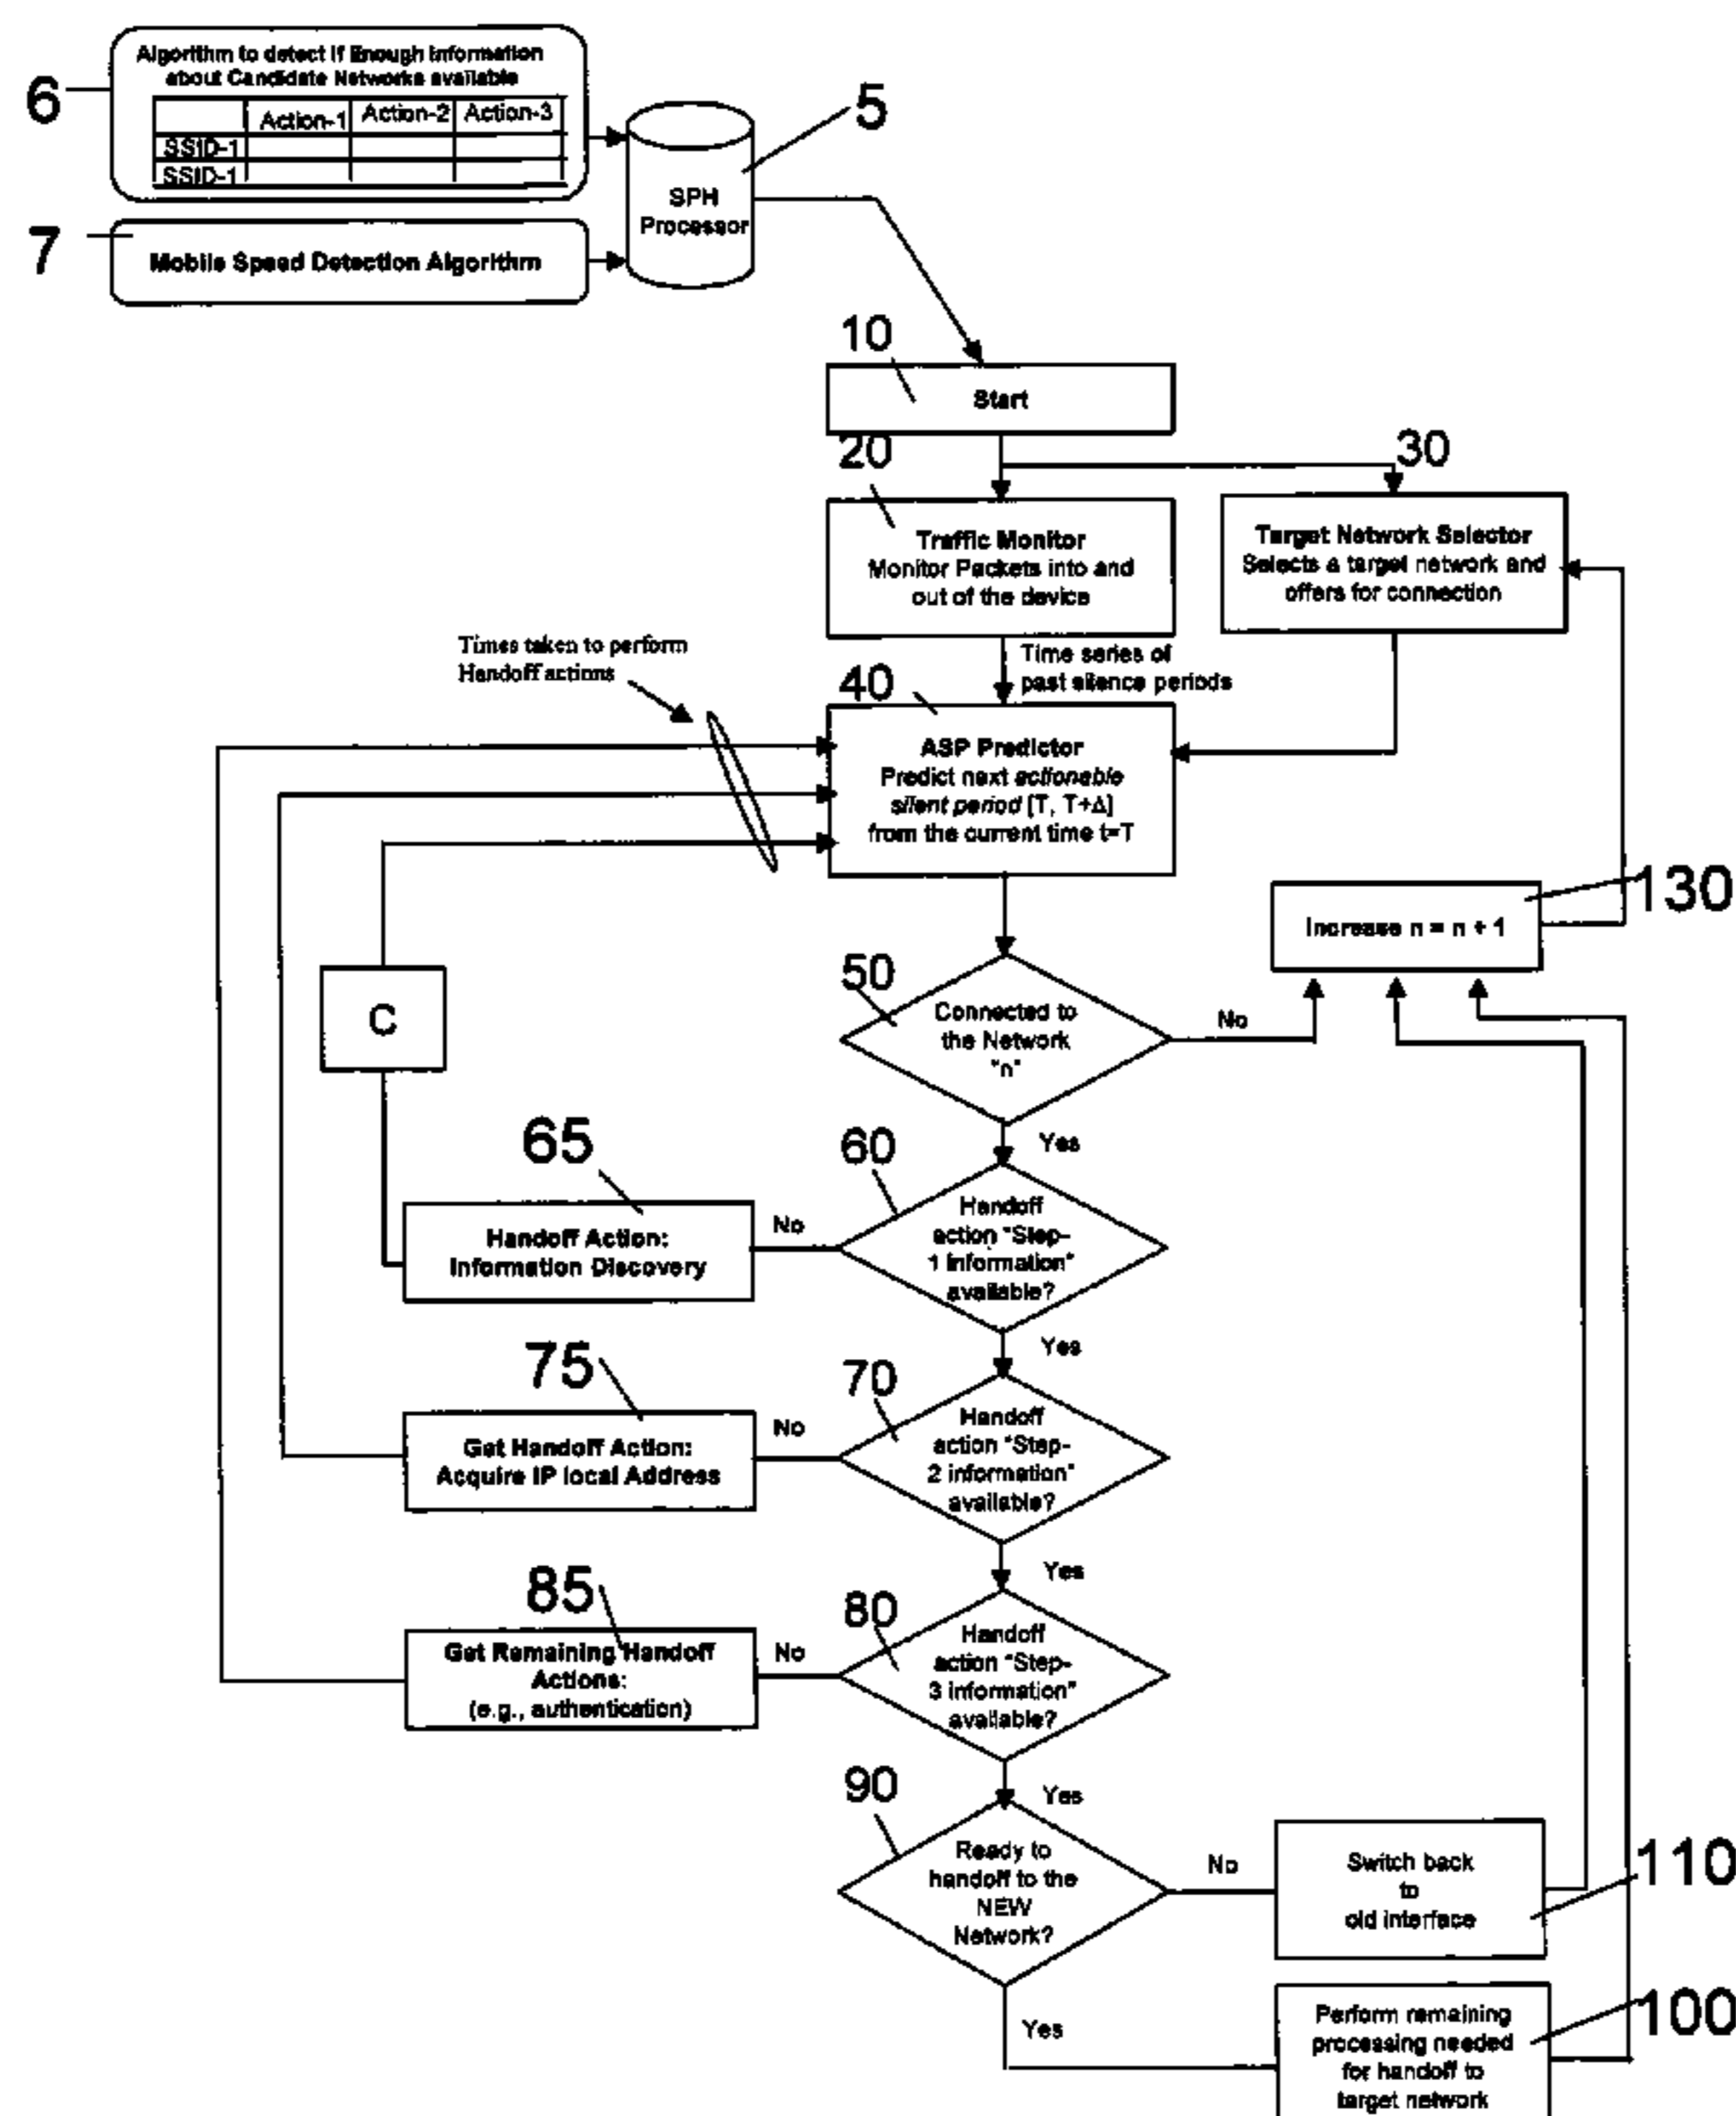 Algorithm to detect if Enough Information
about Candidate Networks available
6
Action-1 Action-2 Action-3
SSID-1
SSID-1
5
SPH
Processor
7
Mobile Speed Detection Algorithm
10
Start
20
30
Traffic Monitor
Monitor Packets into and
out of the device
Target Network Selector
Selects a target network and
offers for connection
Times taken to perform
Handoff actions
Time series of
past silence periods
40
ASP Predictor
Predict next actionable
silent period [T, T+Δ]
from the current time t=T
130
Increase n = n + 1
C
50
Connected to
the Network
"n"
No
Yes
65
60
Handoff Action:
Information Discovery
No
Handoff
action "Step-
1 information"
available?
Yes
75
70
Get Handoff Action:
Acquire IP local Address
No
Handoff
action "Step-
2 information"
available?
Yes
85
80
Get Remaining Handoff
Actions:
(e.g., authentication)
No
Handoff
action "Step-
3 information"
available?
Yes
90
Ready to
handoff to the
NEW
Network?
No
Switch back
to
old interface
110
Yes
Perform remaining
processing needed
for handoff to
target network
100